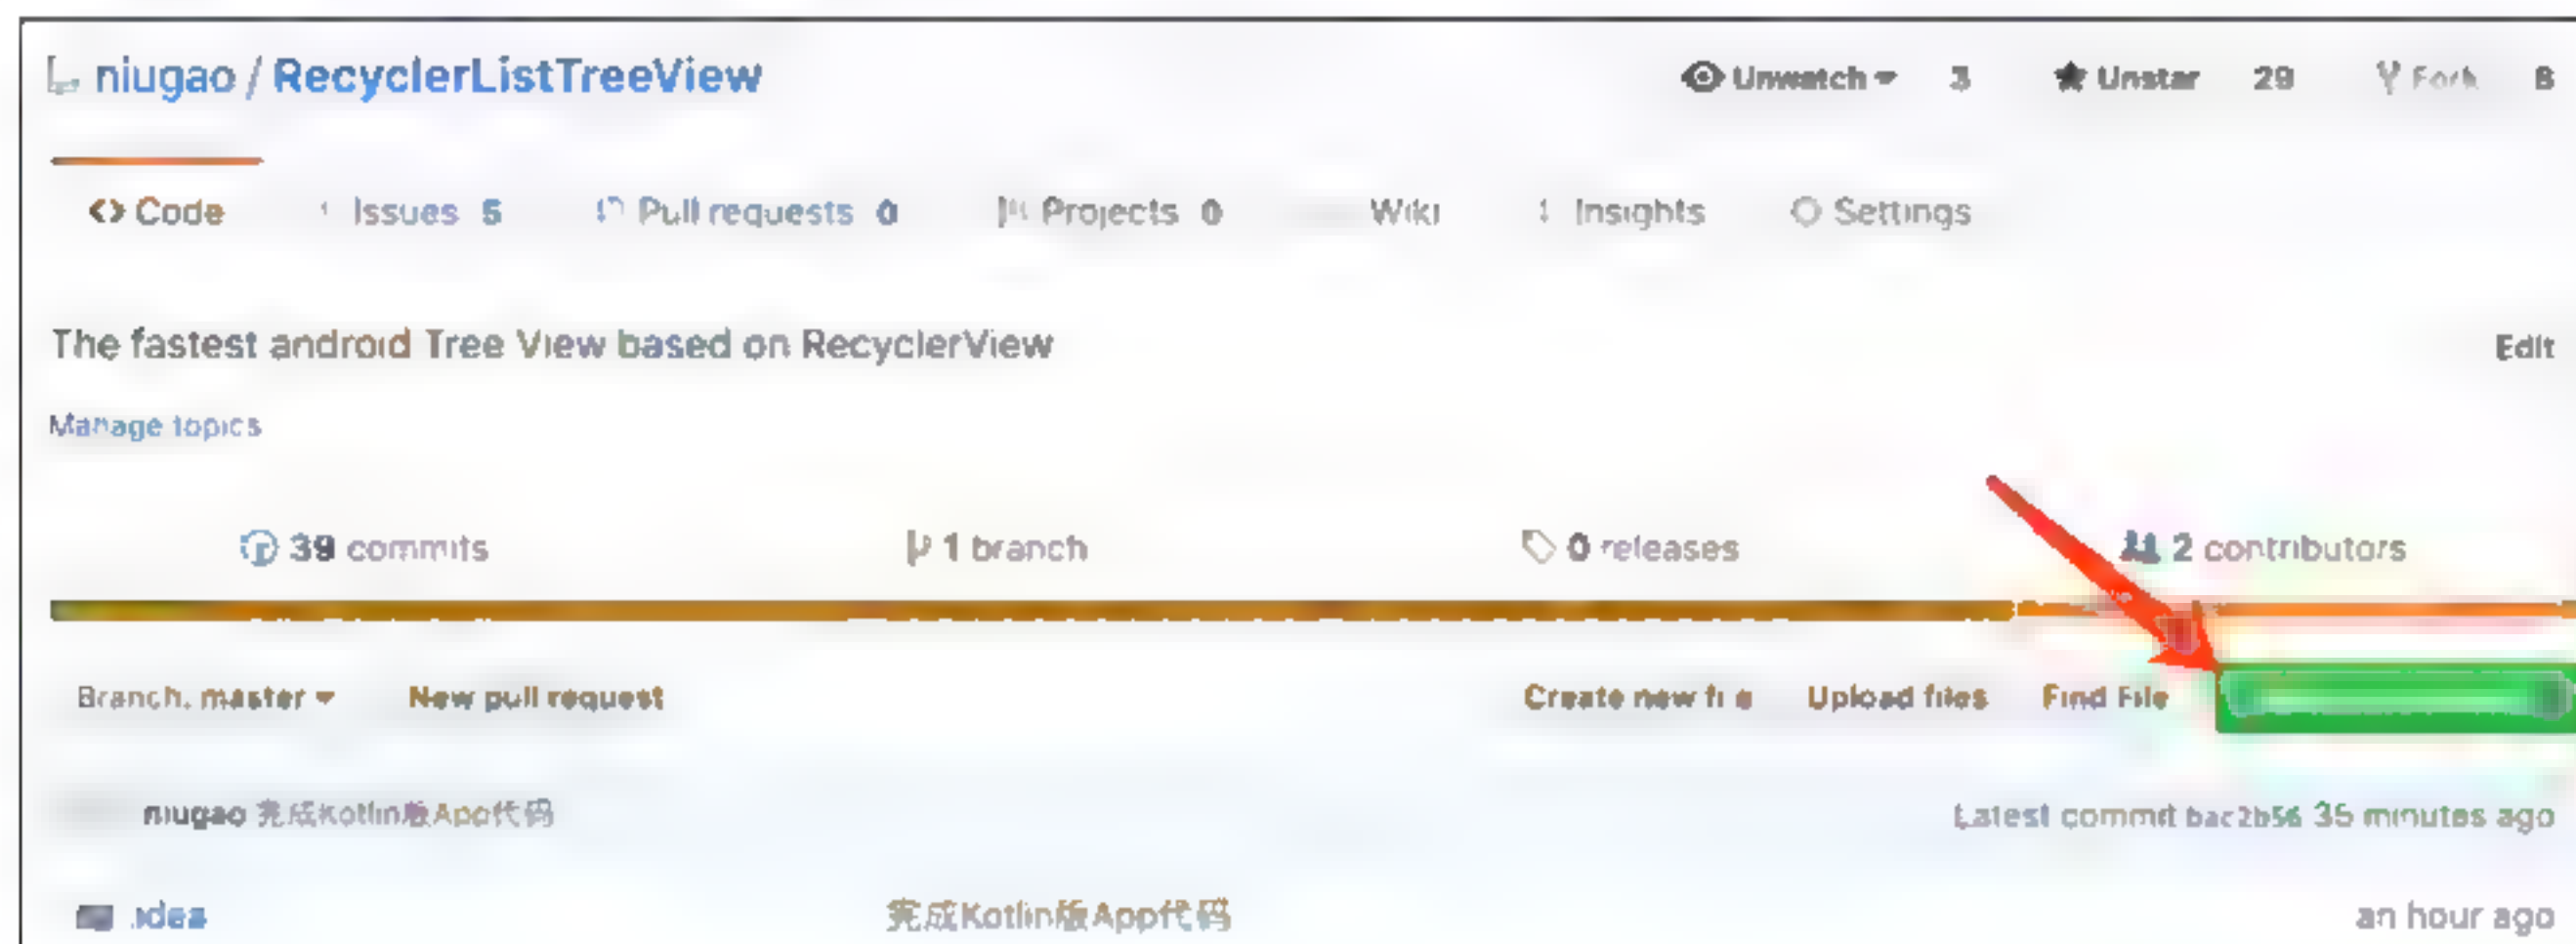 niugao / RecyclerListTreeView Unwatch 3 Unstar 29 Fork 8
Code Issues 5 Pull requests 0 Projects 0 Wiki Insights Settings
The fastest android Tree View based on RecyclerView Edit
Manage topics
39 commits 1 branch 0 releases 2 contributors
Branch: master New pull request Create new file Upload files Find File
niugao 完成Kotlin版App代码 Latest commit bac2b56 35 minutes ago
.idea 完成Kotlin版App代码 an hour ago